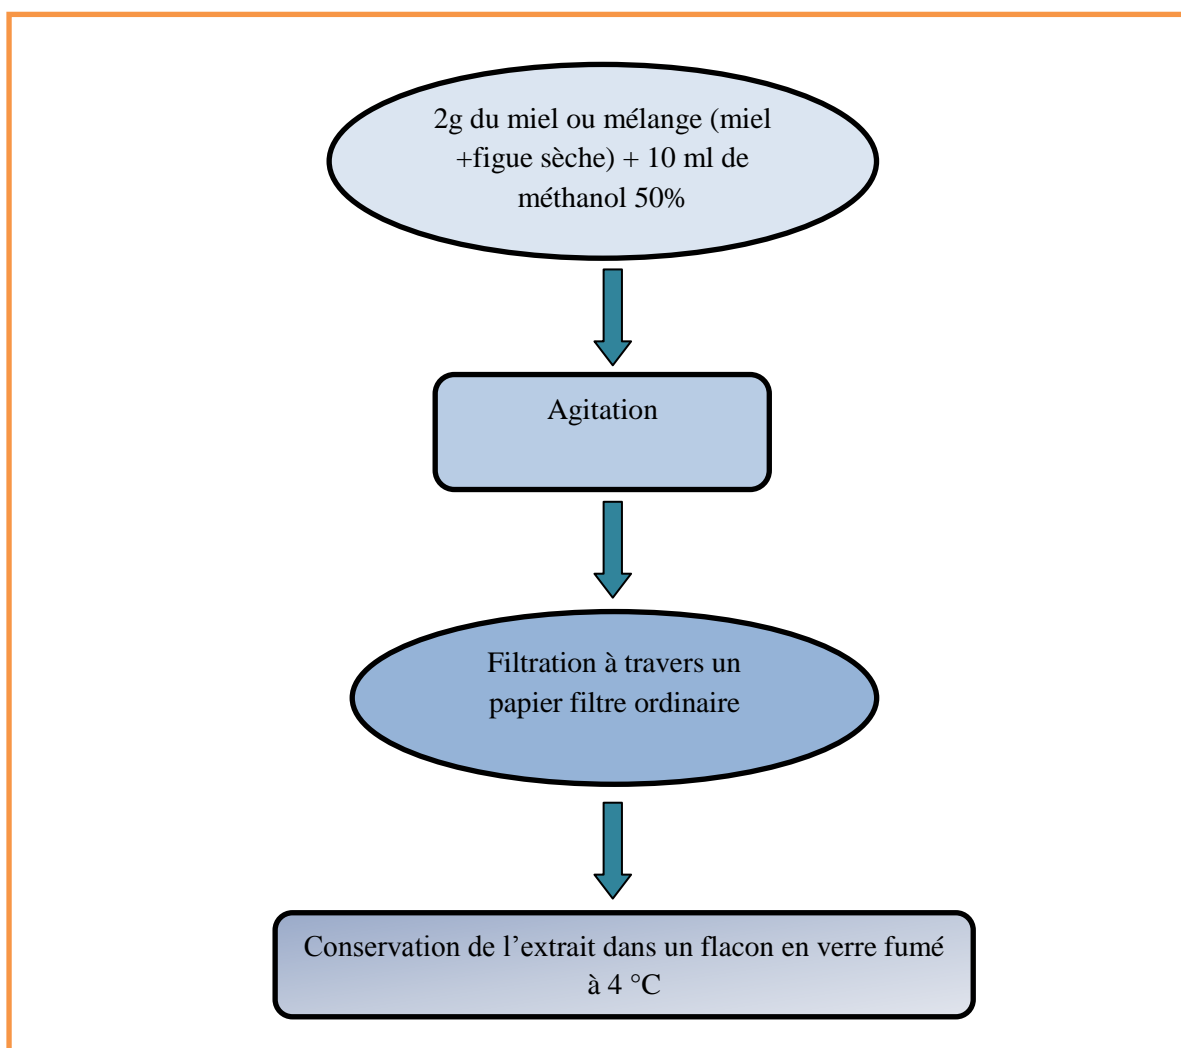 2g du miel ou mélange (miel
+figue sèche) + 10 ml de
méthanol 50%
Agitation
Filtration à travers un
papier filtre ordinaire
Conservation de l’extrait dans un flacon en verre fumé
à 4 °C